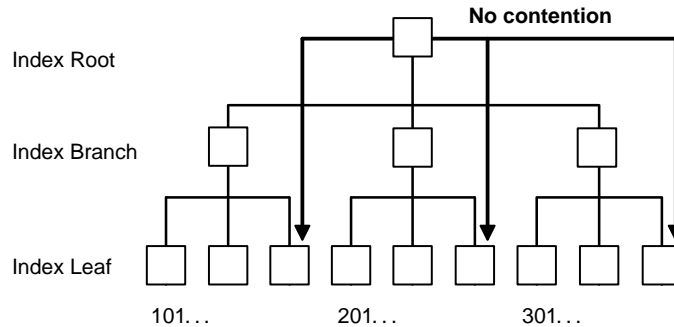 No contention
Index Root
Index Branch
Index Leaf
101... 201... 301...